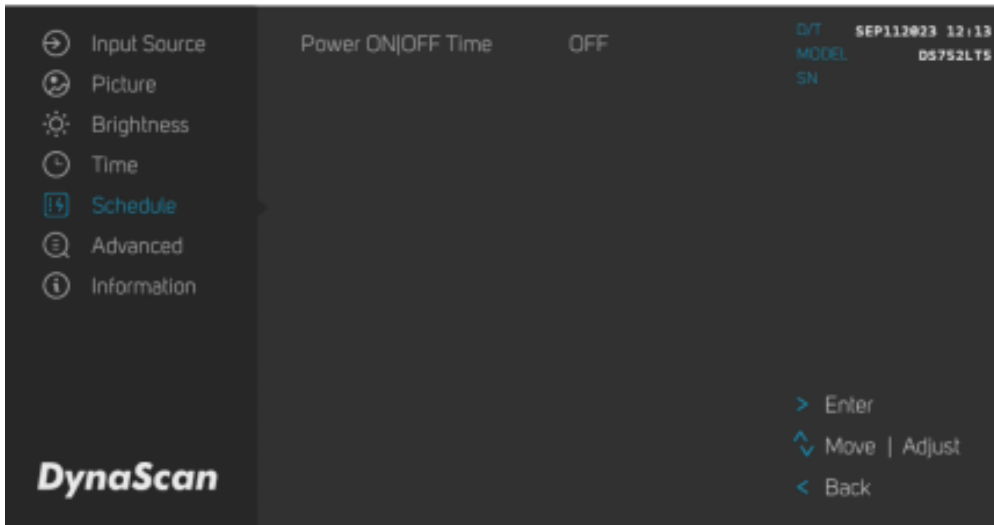 Input Source
Picture
Brightness
Time
Schedule
Advanced
Information
DynaScan
Power ON|OFF Time OFF
D/T SEP112023 12:13
MODEL DS752LT5
SN
> Enter
Move | Adjust
< Back